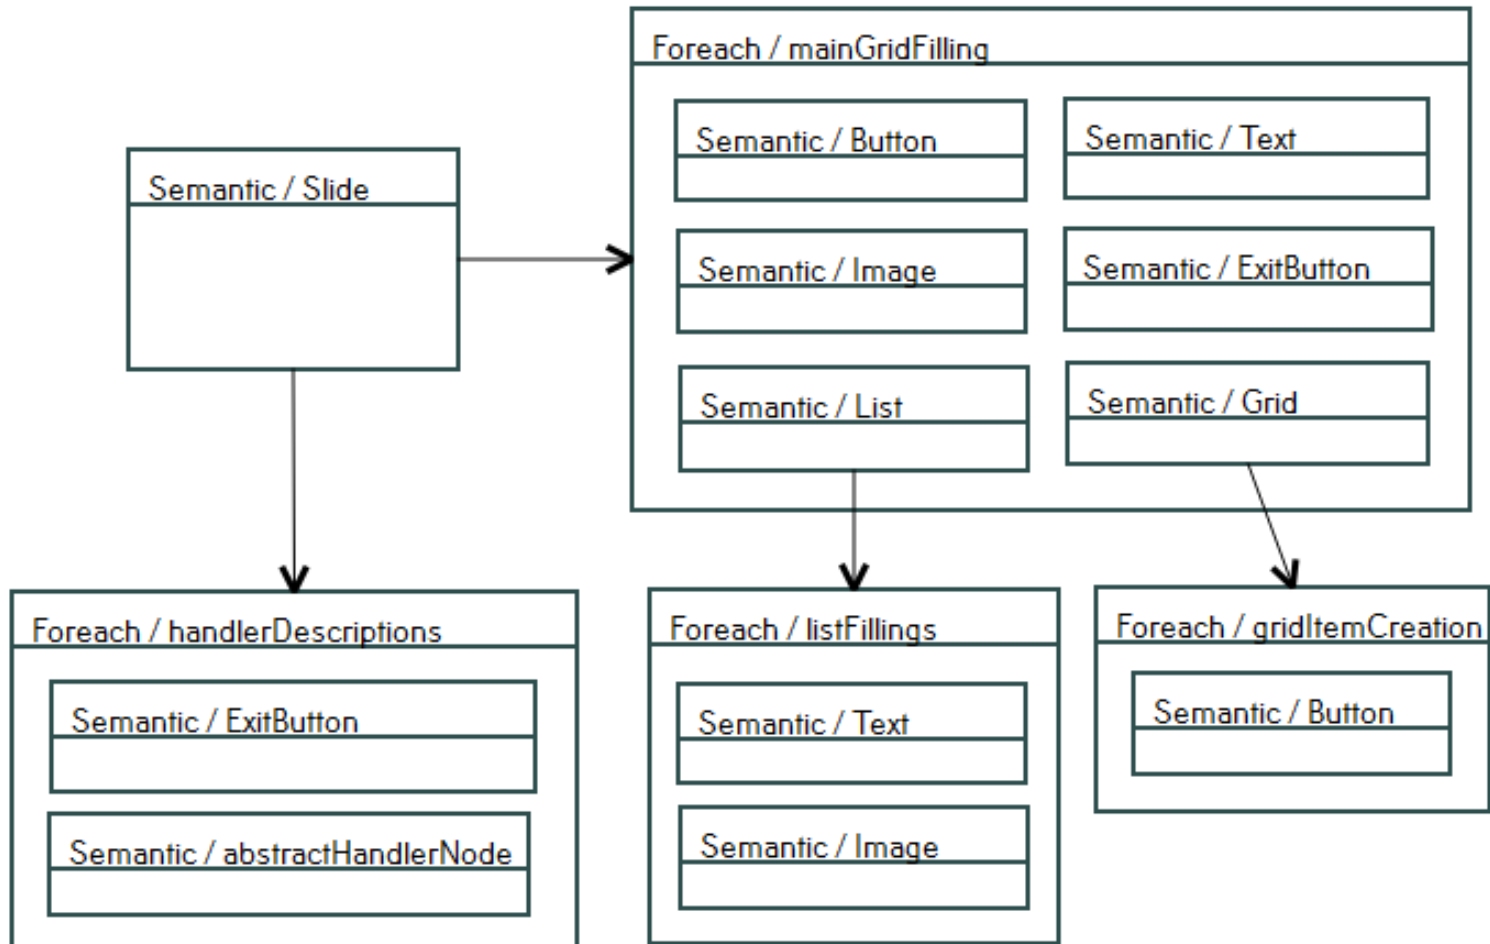 Foreach / mainGridFilling
Semantic / Button
Semantic / Text
Semantic / Slide
Semantic / Image
Semantic / ExitButton
Semantic / List
Semantic / Grid
Foreach / handlerDescriptions
Semantic / ExitButton
Semantic / abstractHandlerNode
Foreach / listFillings
Semantic / Text
Semantic / Image
Foreach / gridItemCreation
Semantic / Button